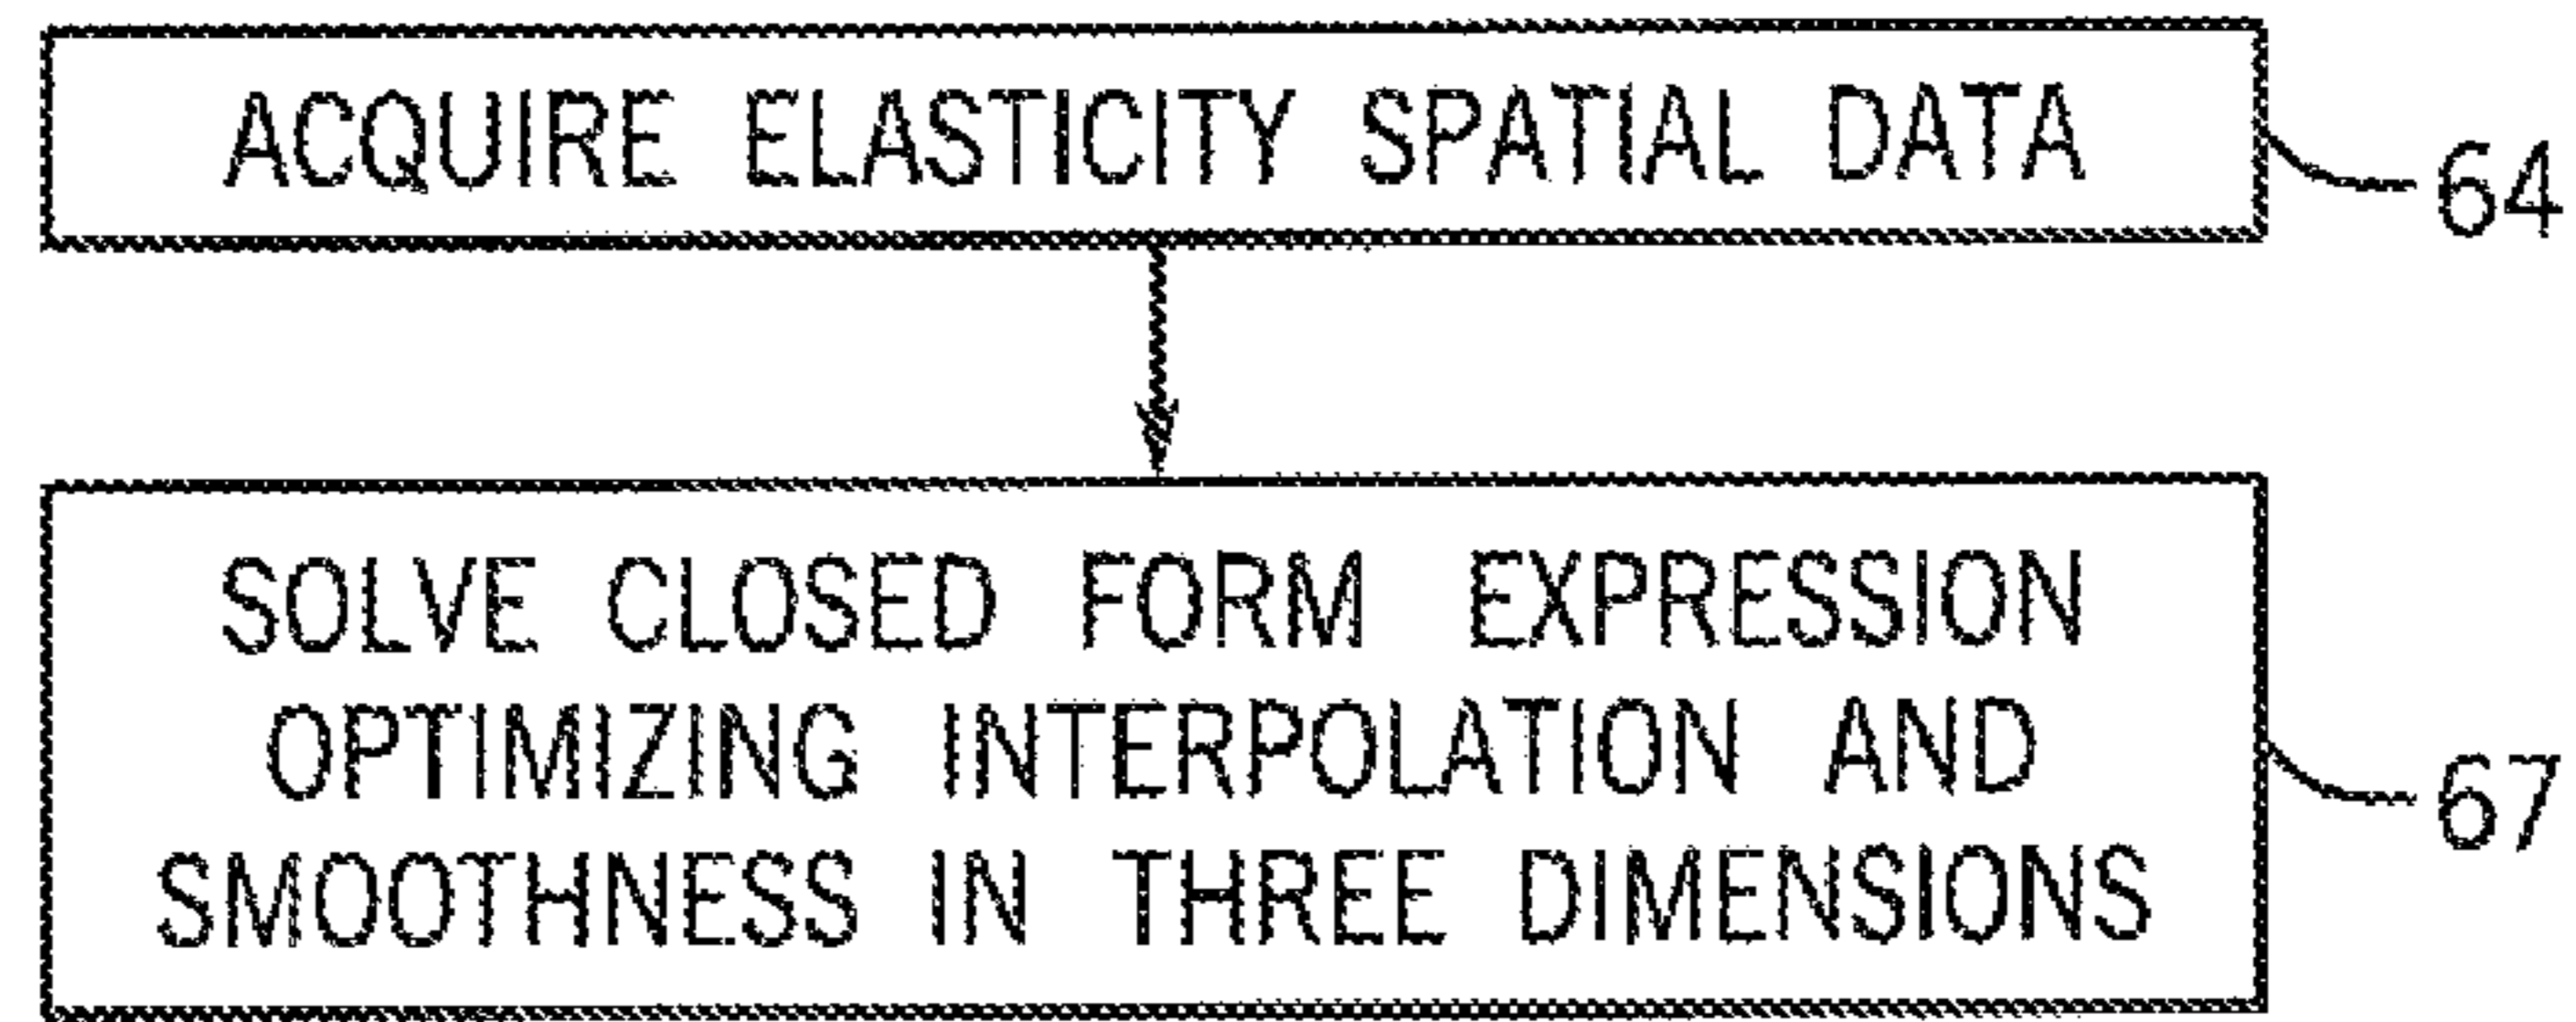 ACQUIRE ELASTICITY SPATIAL DATA
64
SOLVE CLOSED FORM EXPRESSION
OPTIMIZING INTERPOLATION AND
SMOOTHNESS IN THREE DIMENSIONS
67